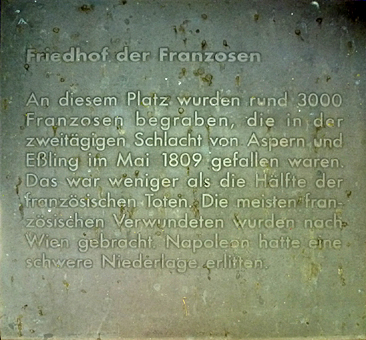 Friedhof der Franzosen
An diesem Platz wurden rund 3000
Franzosen begraben, die in der
zweitägigen Schlacht von Aspern und
Eßling im Mai 1809 gefallen waren.
Das war weniger als die Hälfte der
französischen Toten. Die meisten fran-
zösischen Verwundeten wurden nach
Wien gebracht. Napoleon hatte eine
schwere Niederlage erlitten.